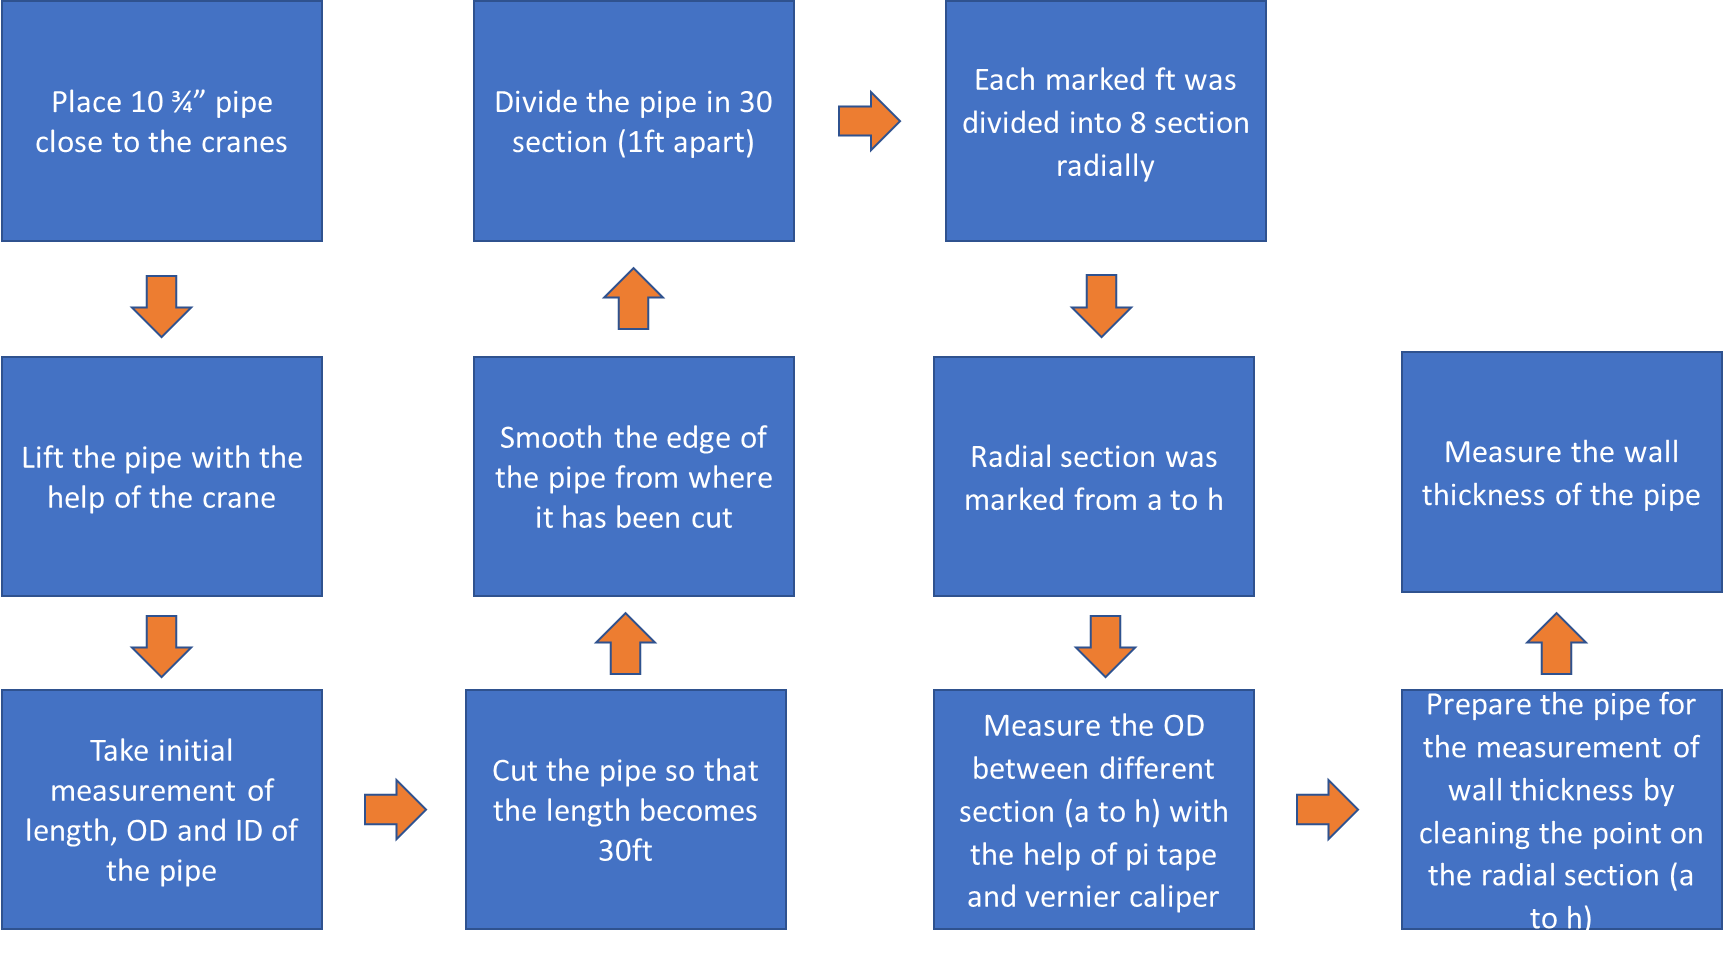 Place 10 ¾” pipe
close to the cranes
Lift the pipe with the
help of the crane
Take initial
measurement of
length, OD and ID of
the pipe
Cut the pipe so that
the length becomes
30ft
Smooth the edge of
the pipe from where
it has been cut
Divide the pipe in 30
section (1ft apart)
Each marked ft was
divided into 8 section
radially
Radial section was
marked from a to h
Measure the OD
between different
section (a to h) with
the help of pi tape
and vernier caliper
Prepare the pipe for
the measurement of
wall thickness by
cleaning the point on
the radial section (a
to h)
Measure the wall
thickness of the pipe